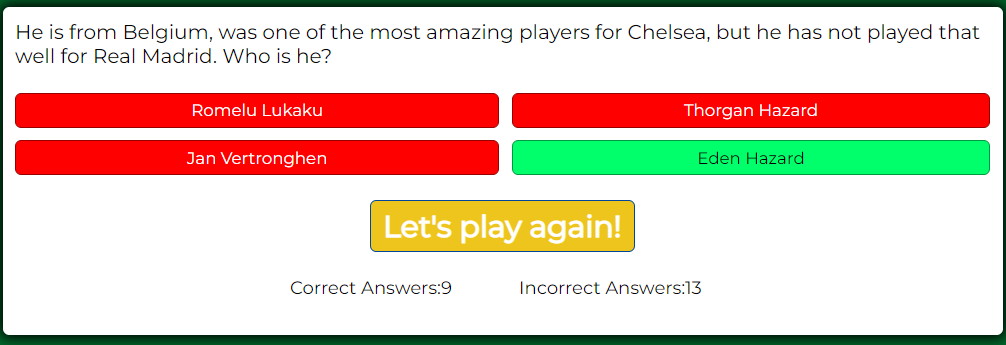 He is from Belgium, was one of the most amazing players for Chelsea, but he has not played that
well for Real Madrid. Who is he?
Romelu Lukaku
Thorgan Hazard
Jan Vertronghen
Eden Hazard
Let's play again!
Correct Answers:9
Incorrect Answers:13